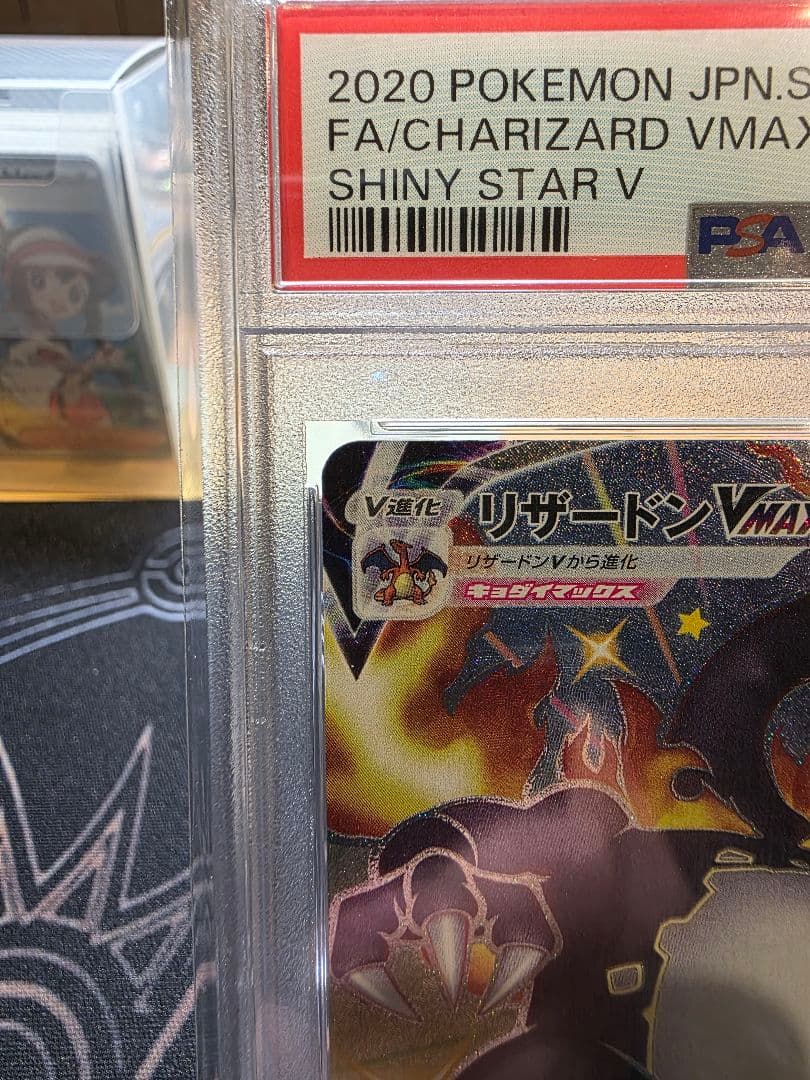 2020 POKEMON JPN.S
FA/CHARIZARD VMAX
SHINY STAR V
PSA
V進化
リザードンVMAX
リザードンVから進化
キョダイマックス